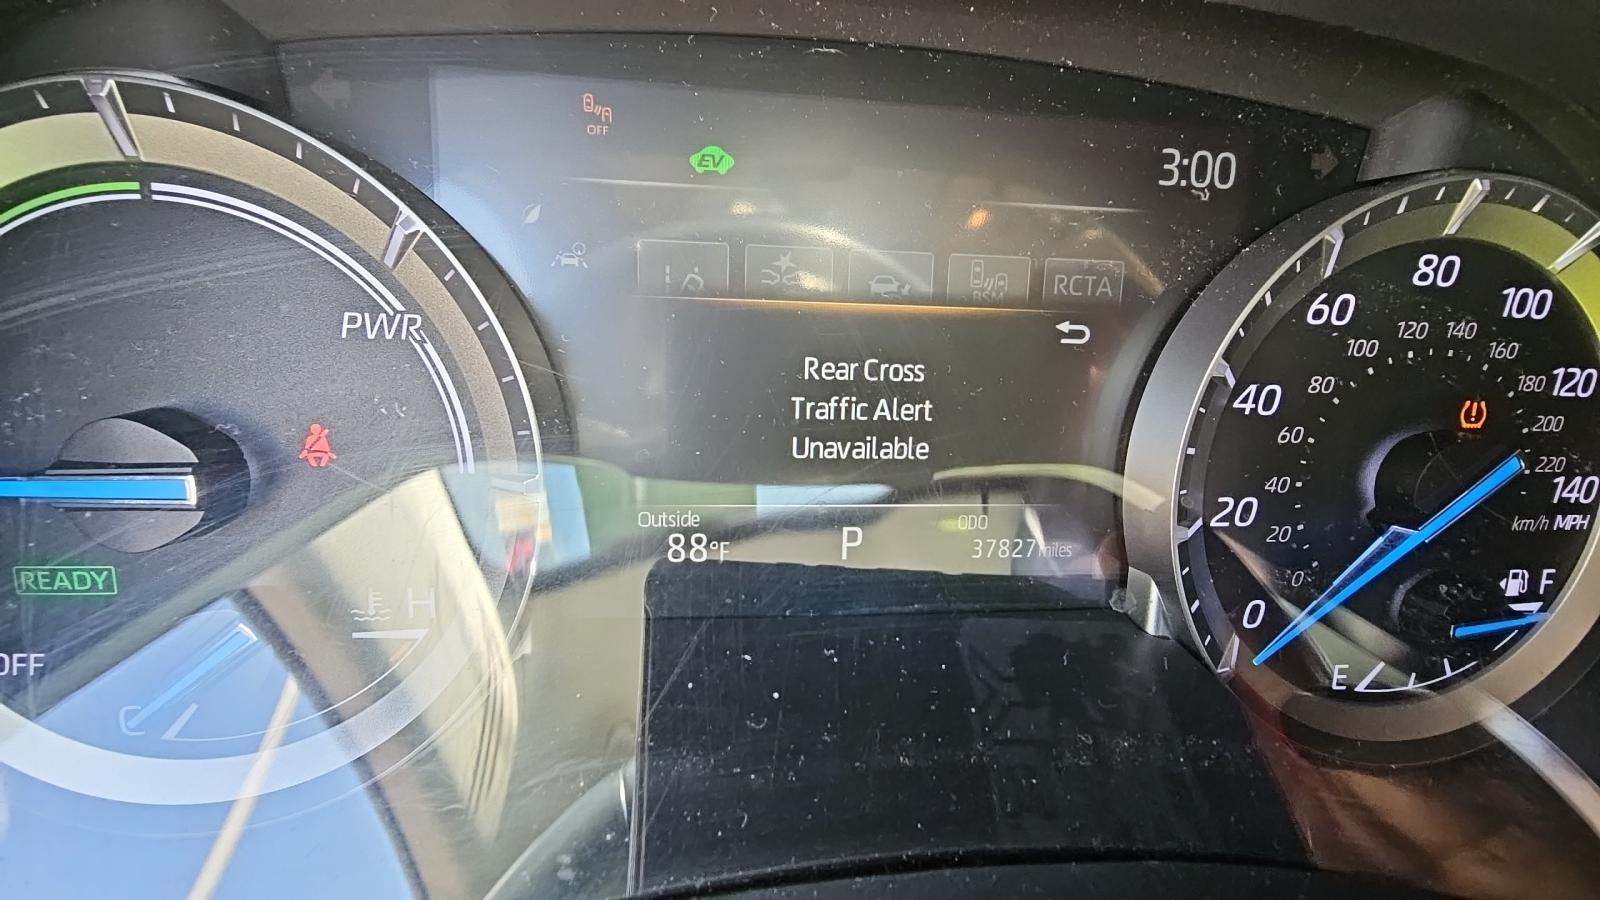 OFF
EV
3:00
BSM
RCTA
PWR
Rear Cross
Traffic Alert
Unavailable
Outside
88°F
P
ODO
37827 miles
READY
H
C
OFF
0
20
40
60
80
100
120
140
0
20
40
60
80
100
120
140
160
180
200
220
km/h MPH
F
E